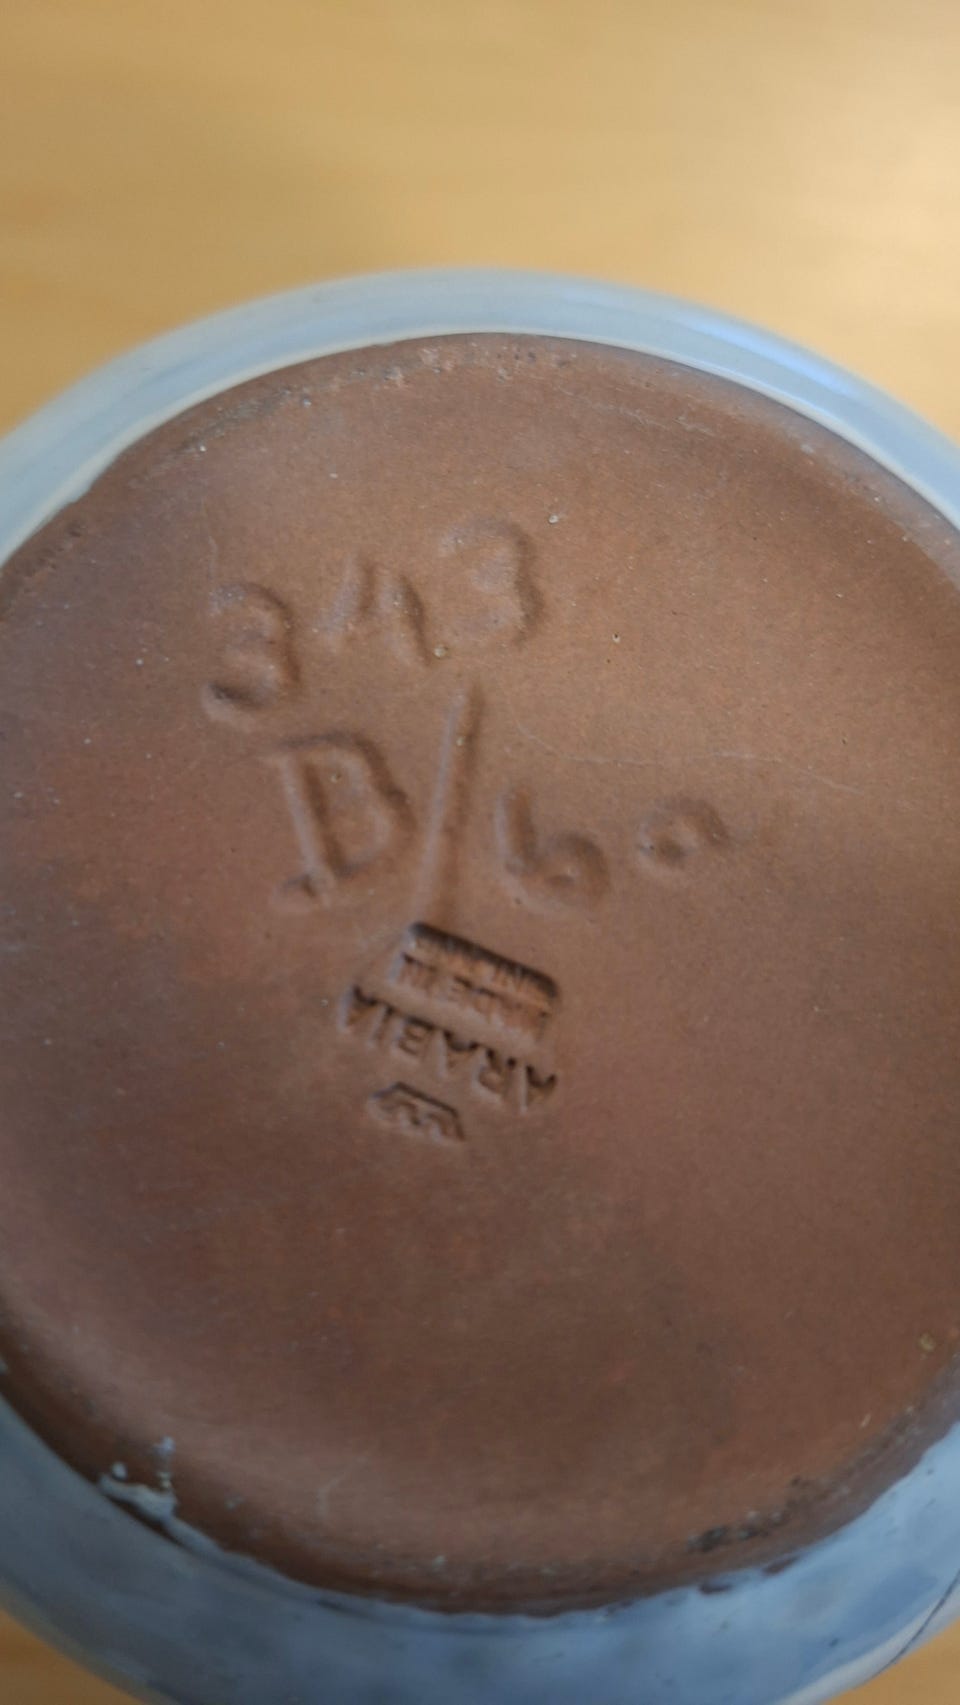 343
B/60
ARABIA
MADE IN
FINLAND